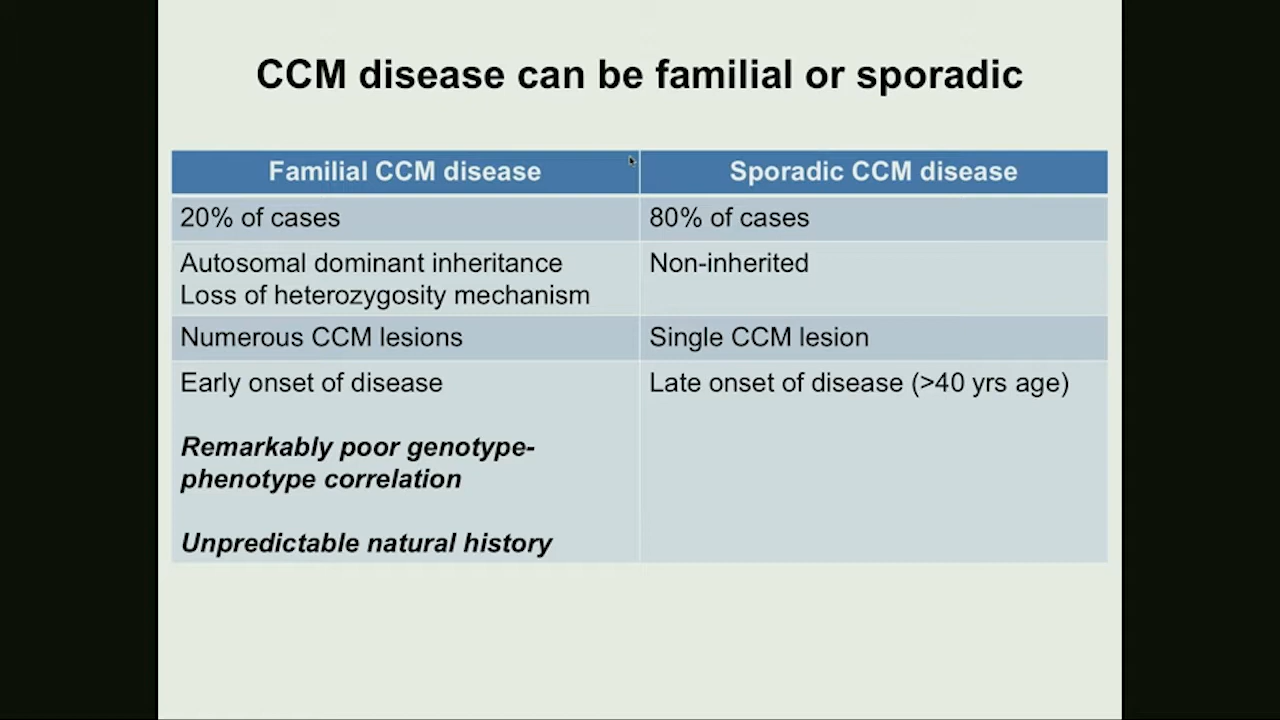 CCM disease can be familial or sporadic
Familial CCM disease
Sporadic CCM disease
20% of cases
80% of cases
Autosomal dominant inheritance
Loss of heterozygosity mechanism
Non-inherited
Numerous CCM lesions
Single CCM lesion
Early onset of disease
Remarkably poor genotype-
phenotype correlation
Unpredictable natural history
Late onset of disease (>40 yrs age)